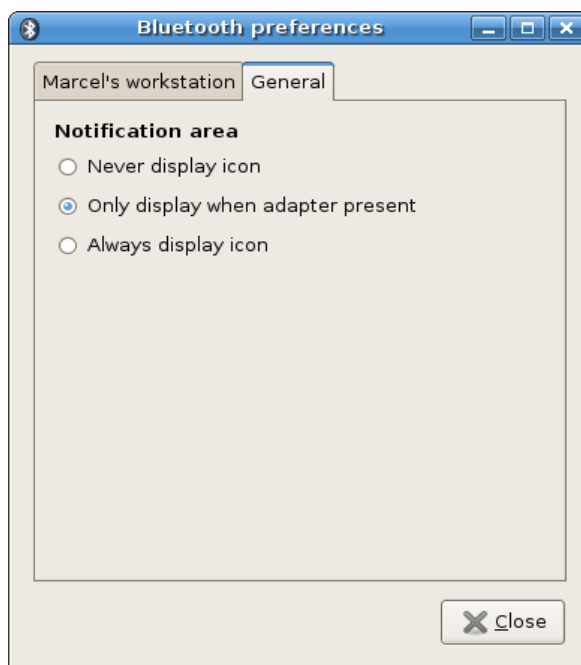 Bluetooth preferences
Marcel's workstation General
Notification area
Never display icon
Only display when adapter present
Always display icon
Close